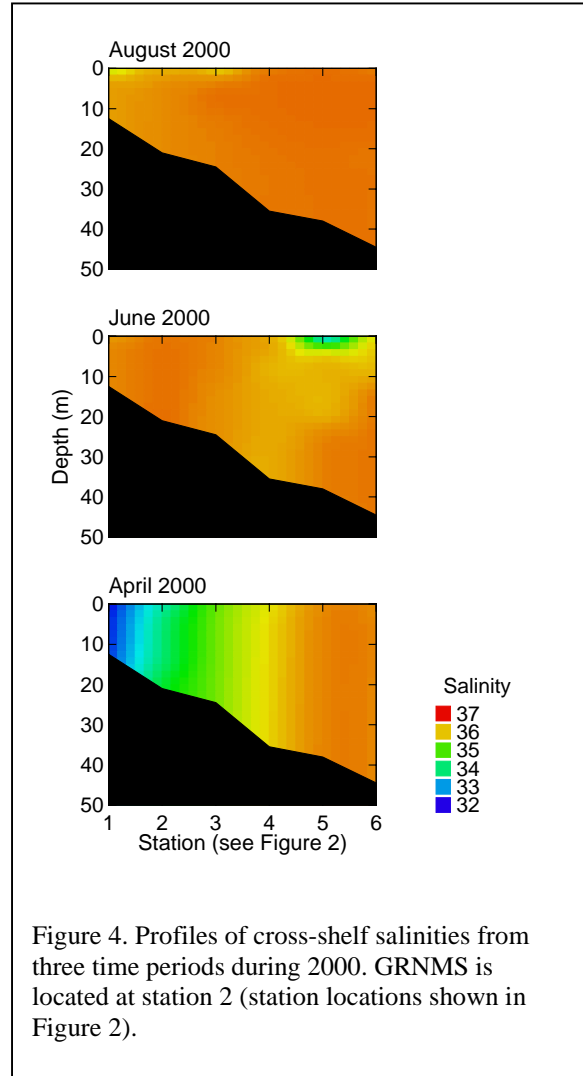 August 2000
0
10
20
30
40
50
June 2000
0
10
20
30
40
50
Depth (m)
April 2000
0
10
20
30
40
50
1 2 3 4 5 6
Station (see Figure 2)
Salinity
37
36
35
34
33
32
Figure 4. Profiles of cross-shelf salinities from
three time periods during 2000. GRNMS is
located at station 2 (station locations shown in
Figure 2).